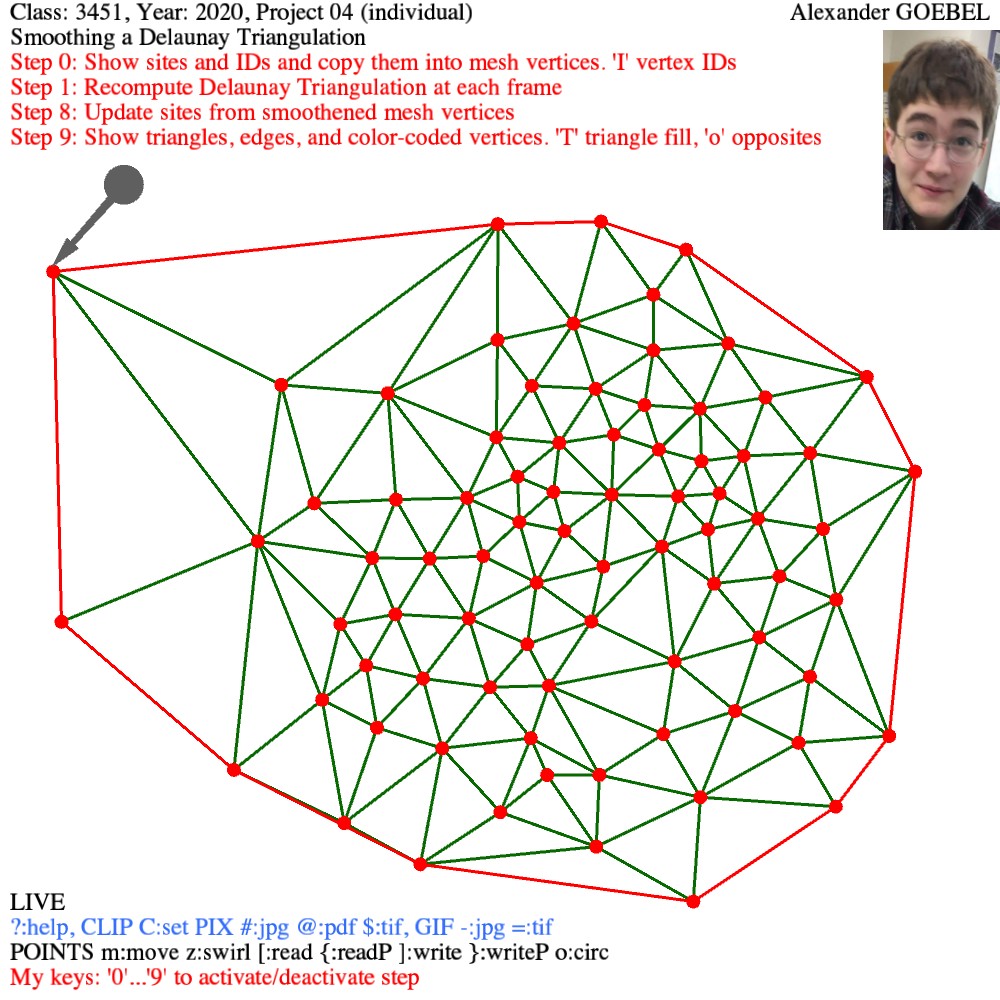 Class: 3451, Year: 2020, Project 04 (individual) Alexander GOEBEL
Smoothing a Delaunay Triangulation
Step 0: Show sites and IDs and copy them into mesh vertices. 'I' vertex IDs
Step 1: Recompute Delaunay Triangulation at each frame
Step 8: Update sites from smoothened mesh vertices
Step 9: Show triangles, edges, and color-coded vertices. 'T' triangle fill, 'o' opposites
LIVE
?:help, CLIP C:set PIX #:jpg @:pdf $:tif, GIF -:jpg =:tif
POINTS m:move z:swirl [:read {:readP ]:write }:writeP o:circ
My keys: '0'...'9' to activate/deactivate step